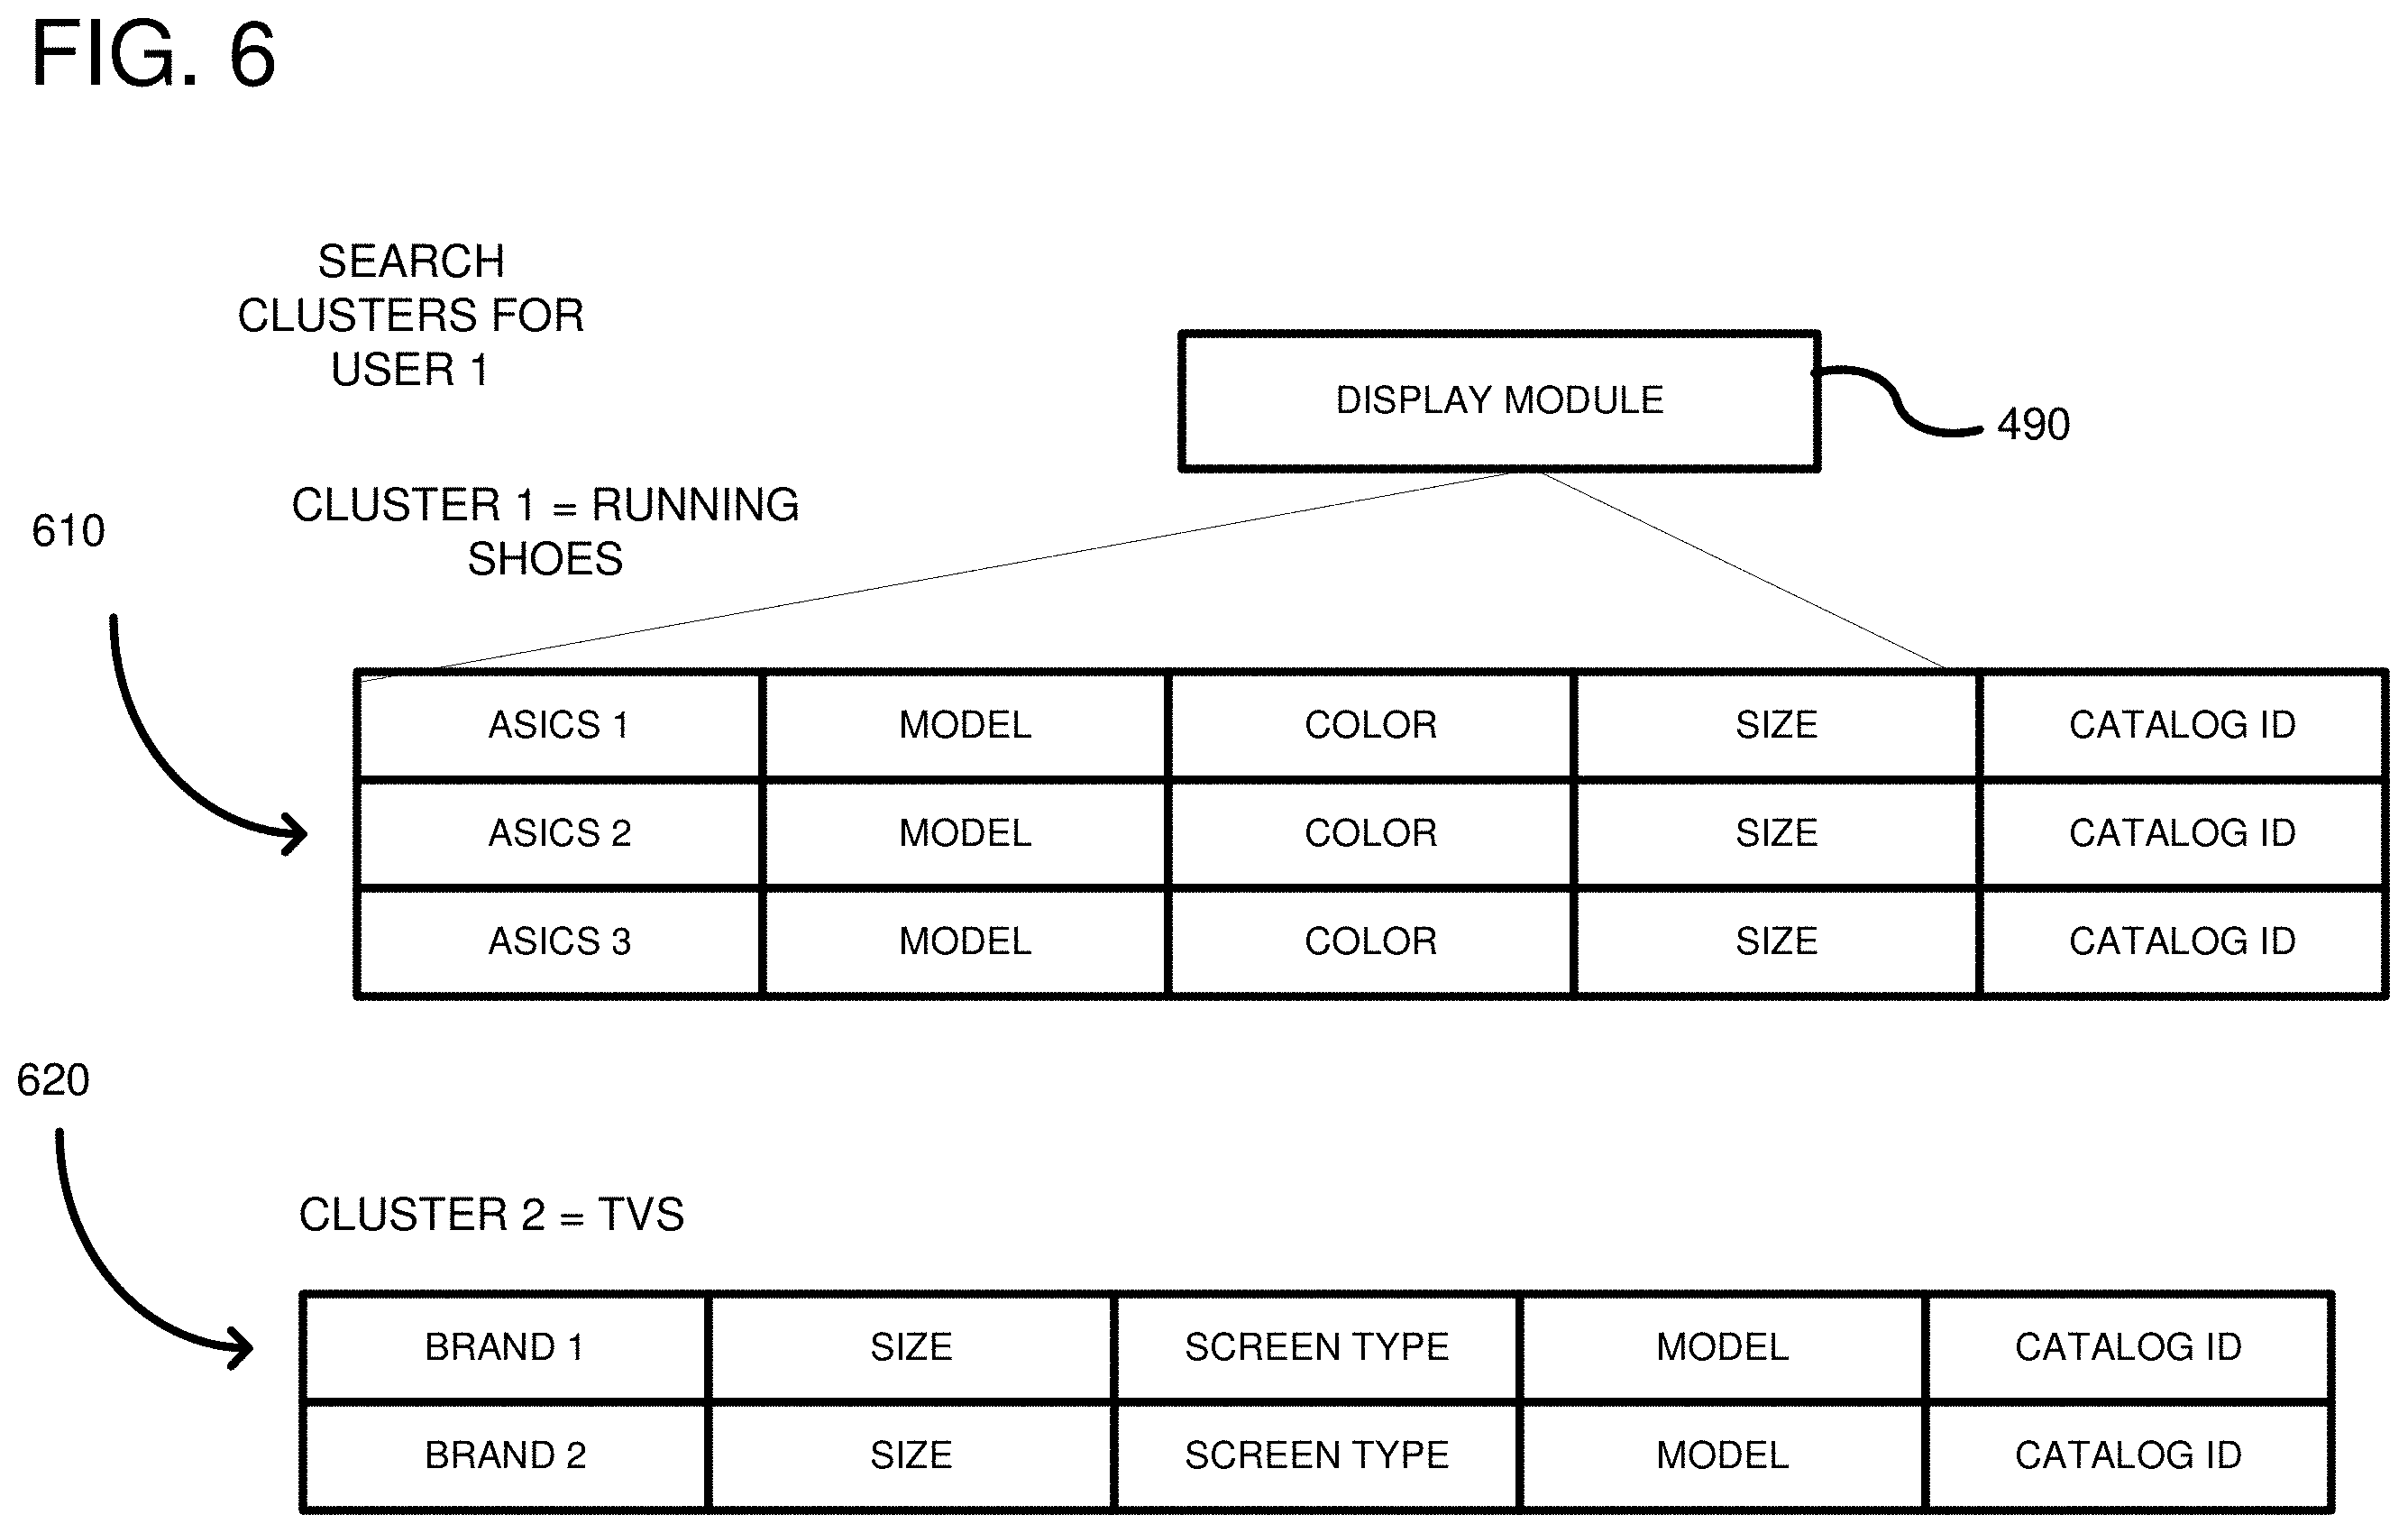 FIG. 6
SEARCH
CLUSTERS FOR
USER 1
DISPLAY MODULE
490
CLUSTER 1 = RUNNING
SHOES
610
ASICS 1 MODEL COLOR SIZE CATALOG ID
ASICS 2 MODEL COLOR SIZE CATALOG ID
ASICS 3 MODEL COLOR SIZE CATALOG ID
620
CLUSTER 2 = TVS
BRAND 1 SIZE SCREEN TYPE MODEL CATALOG ID
BRAND 2 SIZE SCREEN TYPE MODEL CATALOG ID